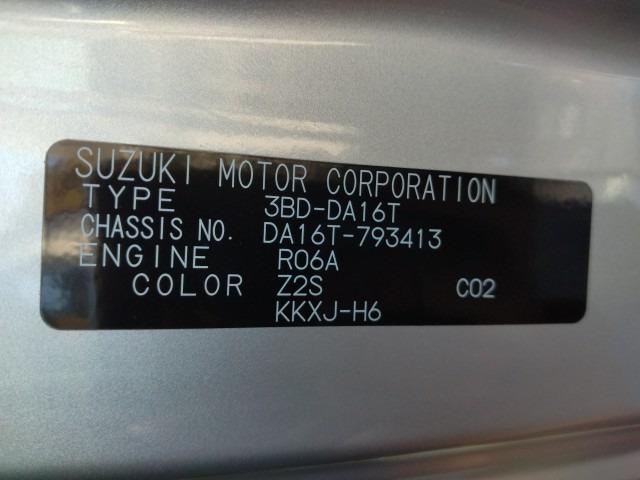 SUZUKI MOTOR CORPORATION
TYPE 3BD-DA16T
CHASSIS NO. DA16T-793413
ENGINE R06A
COLOR Z2S C02
KKXJ-H6